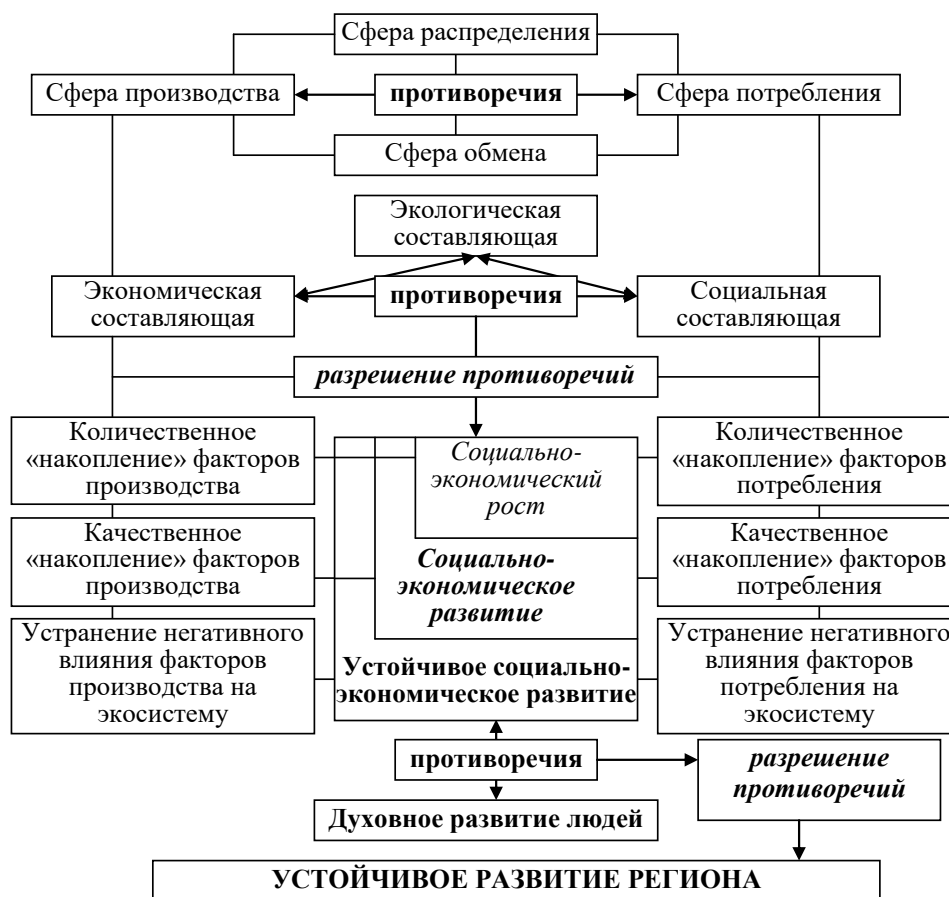 Сфера распределения
Сфера производства
противоречия
Сфера потребления
Сфера обмена
Экологическая
составляющая
Экономическая
составляющая
противоречия
Социальная
составляющая
разрешение противоречий
Количественное
«накопление» факторов
производства
Социально-
экономический
рост
Количественное
«накопление» факторов
потребления
Качественное
«накопление» факторов
производства
Социально-
экономическое
развитие
Качественное
«накопление» факторов
потребления
Устранение негативного
влияния факторов
производства на
экосистему
Устойчивое социально-
экономическое развитие
Устранение негативного
влияния факторов
потребления на
экосистему
противоречия
разрешение
противоречий
Духовное развитие людей
УСТОЙЧИВОЕ РАЗВИТИЕ РЕГИОНА